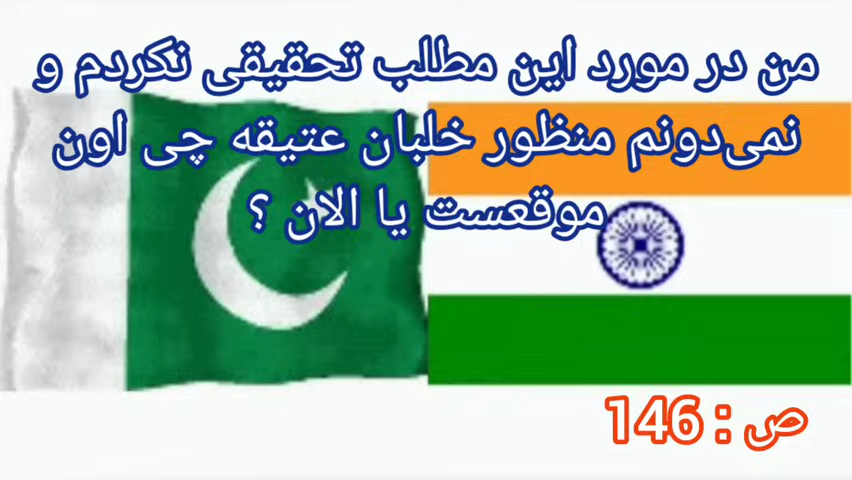 من در مورد این مطلب تحقیقی نکردم و
نمی‌دونم منظور خلبان عتیقه چی اون
موقعست یا الان ؟
ص : 146